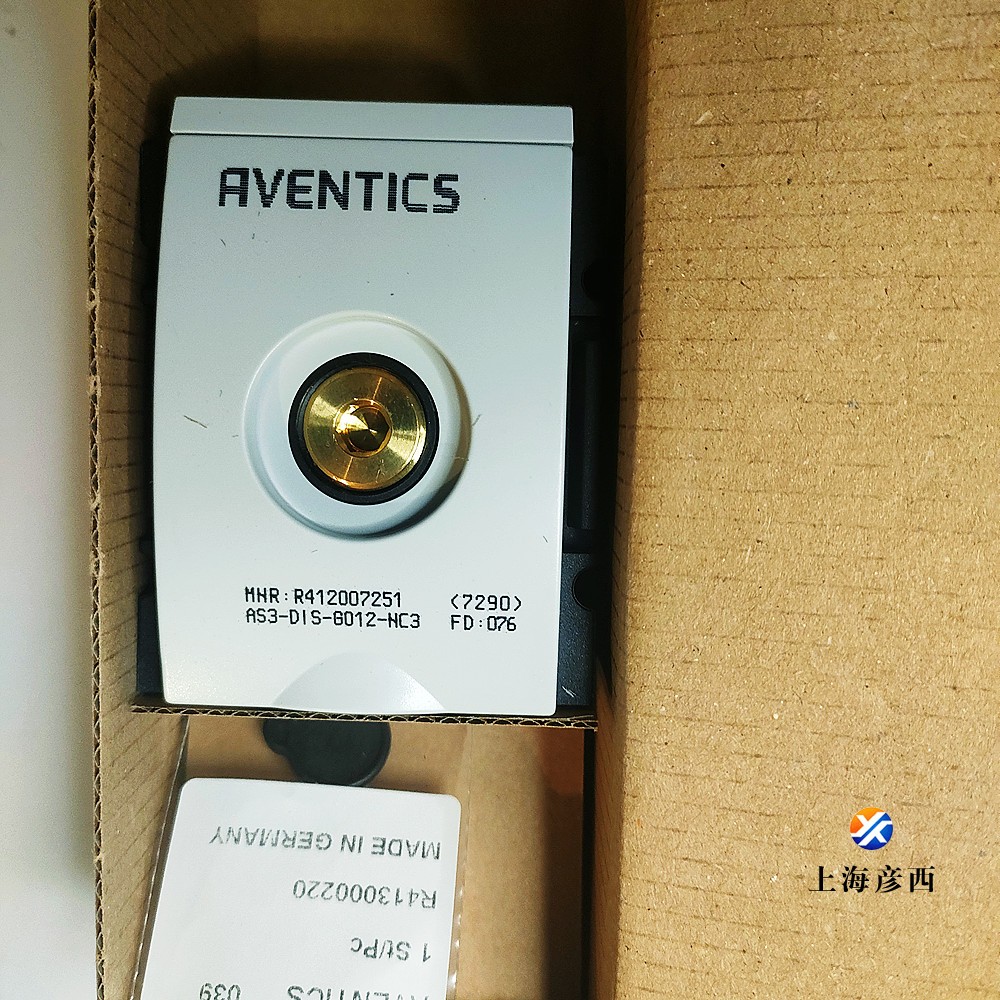 AVENTICS
MNR:R412007251 <7290>
AS3-DIS-G012-NC3 FD:076
AVENTICS 039
1 St/Pc
R413000220
MADE IN GERMANY
上海彦西